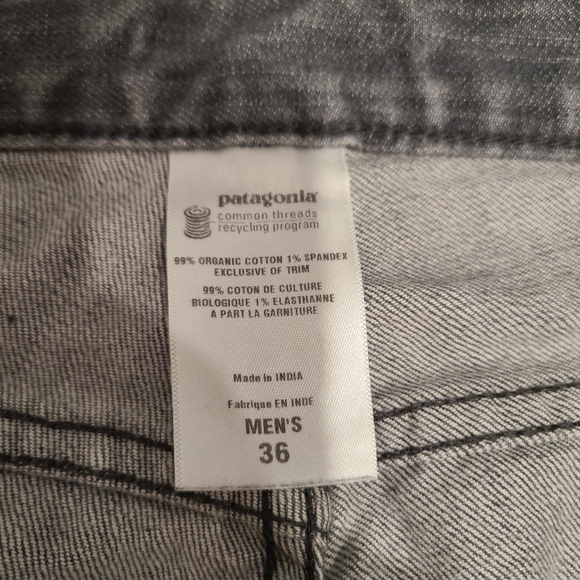 patagonia
common threads
recycling program
99% ORGANIC COTTON 1% SPANDEX
EXCLUSIVE OF TRIM
99% COTON DE CULTURE
BIOLOGIQUE 1% ELASTHANNE
A PART LA GARNITURE
Made in INDIA
Fabrique EN INDE
MEN'S
36